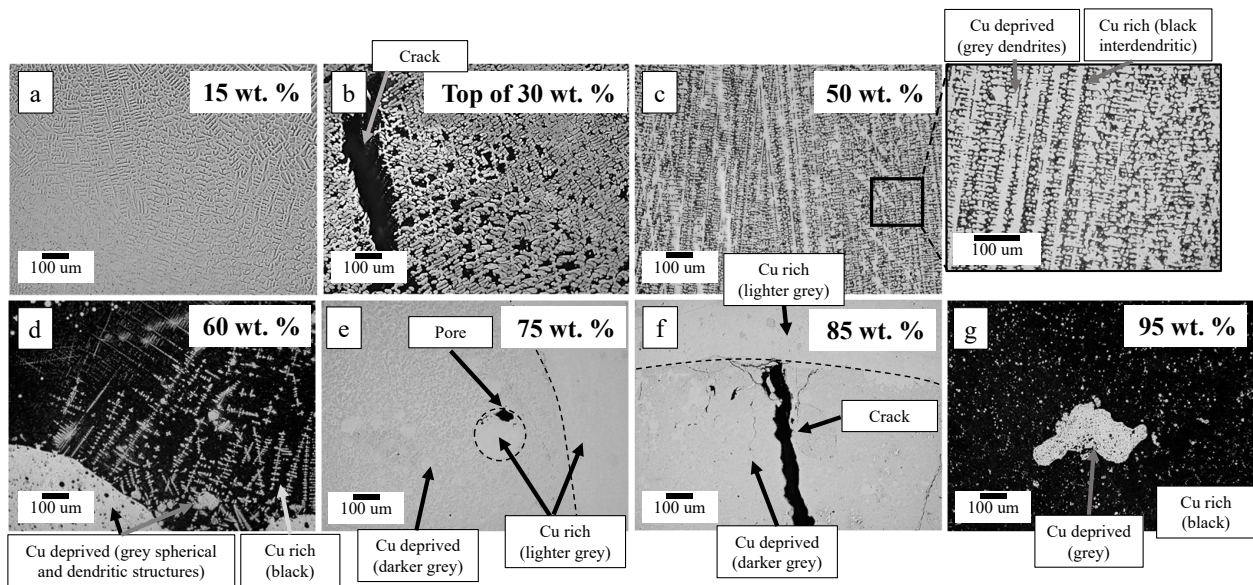 Crack
Cu deprived
(grey dendrites)
Cu rich (black
interdendritic)
a
15 wt. %
b
Top of 30 wt. %
c
50 wt. %
100 um
100 um
100 um
100 um
Cu rich
(lighter grey)
d
60 wt. %
e
Pore
75 wt. %
f
85 wt. %
g
95 wt. %
Crack
100 um
100 um
100 um
100 um
Cu deprived (grey spherical
and dendritic structures)
Cu rich
(black)
Cu deprived
(darker grey)
Cu rich
(lighter grey)
Cu deprived
(darker grey)
Cu deprived
(grey)
Cu rich
(black)